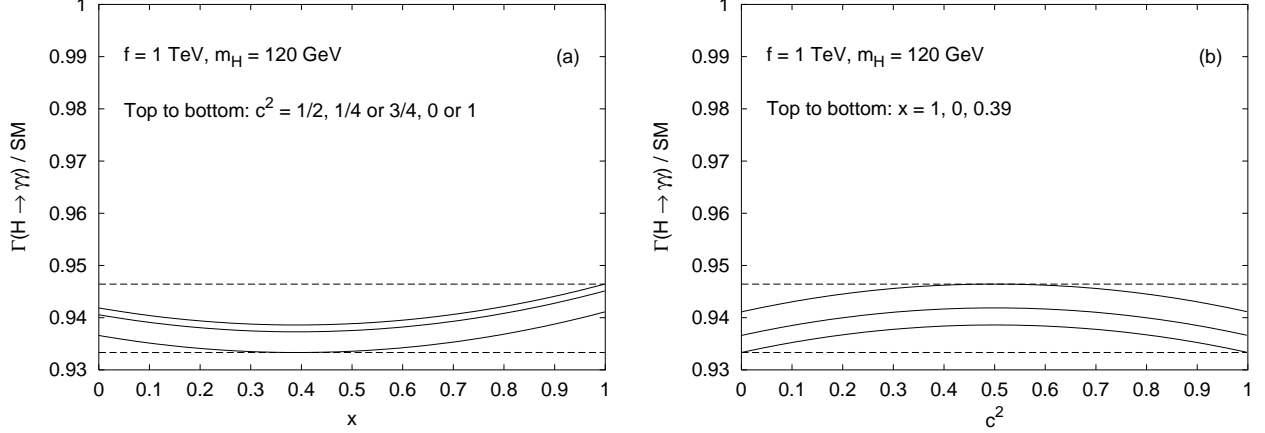 1
0.99
0.98
0.97
0.96
0.95
0.94
0.93
Γ(H → γγ) / SM
f = 1 TeV, m_H = 120 GeV
(a)
Top to bottom: c² = 1/2, 1/4 or 3/4, 0 or 1
0 0.1 0.2 0.3 0.4 0.5 0.6 0.7 0.8 0.9 1
x
1
0.99
0.98
0.97
0.96
0.95
0.94
0.93
Γ(H → γγ) / SM
f = 1 TeV, m_H = 120 GeV
(b)
Top to bottom: x = 1, 0, 0.39
0 0.1 0.2 0.3 0.4 0.5 0.6 0.7 0.8 0.9 1
c²